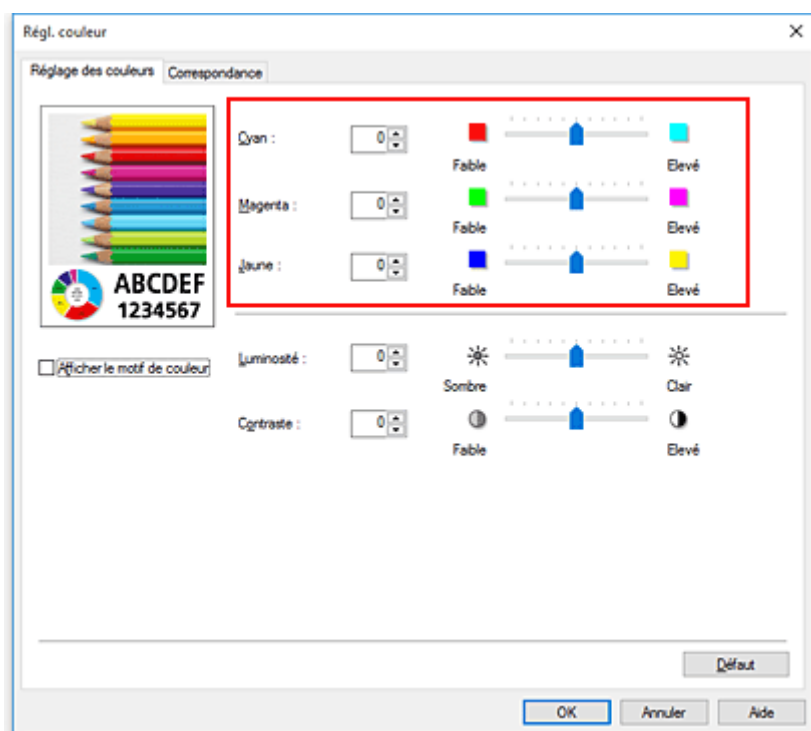 Régl. couleur
Réglage des couleurs Correspondance
Cyan : 0
Fable Elevé
Magenta : 0
Fable Elevé
Jaune : 0
Fable Elevé
ABCDEF
1234567
Afficher le motif de couleur
Luminosité : 0
Sombre Clair
Contraste : 0
Fable Elevé
Défaut
OK Annuler Aide